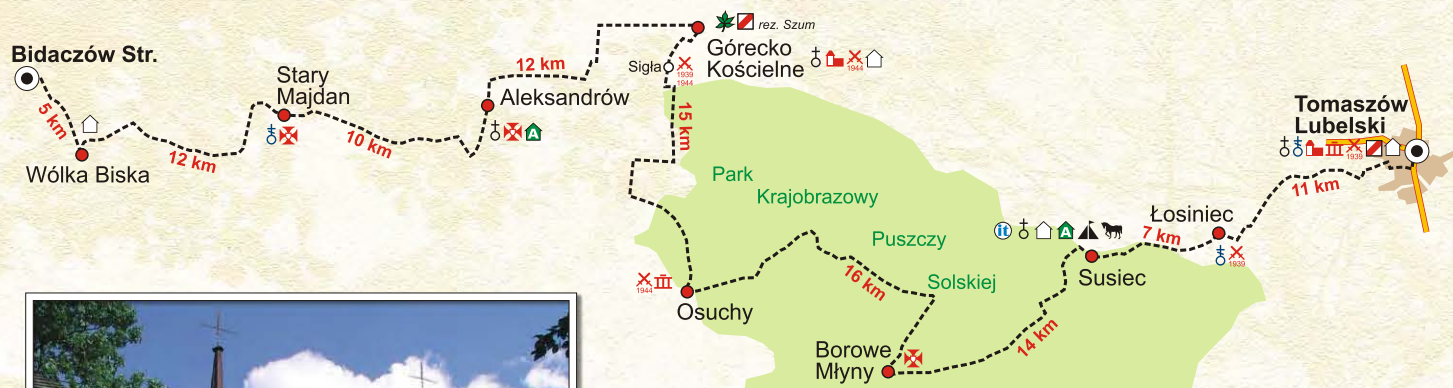 Bidaczów Str.
5 km
Wólka Biska
12 km
Stary
Majdan
10 km
Aleksandrów
A
12 km
rez. Szum
Górecko
Kościelne
1944
Sigła
1939
1944
15 km
Park
Krajobrazowy
Puszczy
Solskiej
1944
Osuchy
16 km
Borowe
Młyny
14 km
it
A
Susiec
7 km
Łosiniec
1939
11 km
Tomaszów
Lubelski
1939